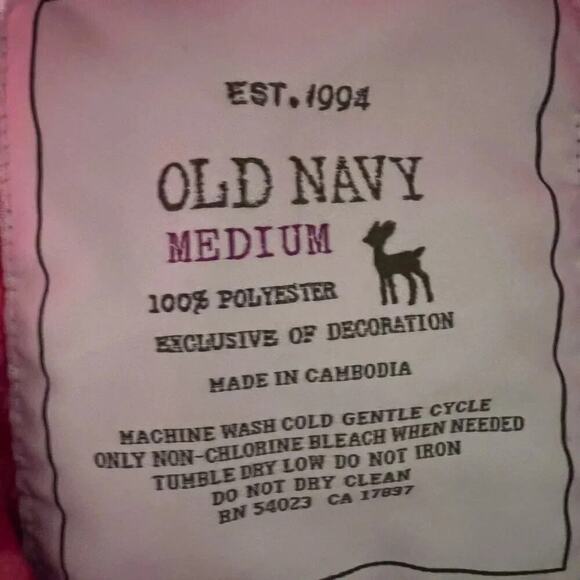 EST. 1994
OLD NAVY
MEDIUM
100% POLYESTER
EXCLUSIVE OF DECORATION
MADE IN CAMBODIA
MACHINE WASH COLD GENTLE CYCLE
ONLY NON-CHLORINE BLEACH WHEN NEEDED
TUMBLE DRY LOW DO NOT IRON
DO NOT DRY CLEAN
RN 54023 CA 17897